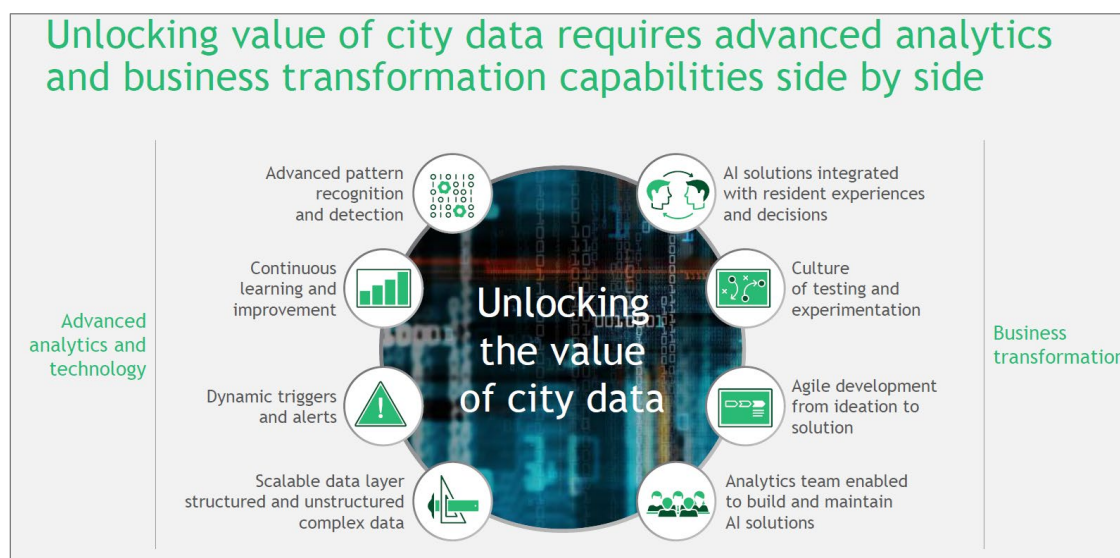 Unlocking value of city data requires advanced analytics
and business transformation capabilities side by side
Advanced
analytics and
technology
Advanced pattern
recognition
and detection
Continuous
learning and
improvement
Dynamic triggers
and alerts
Scalable data layer
structured and unstructured
complex data
Unlocking
the value
of city data
AI solutions integrated
with resident experiences
and decisions
Culture
of testing and
experimentation
Agile development
from ideation to
solution
Analytics team enabled
to build and maintain
AI solutions
Business
transformation